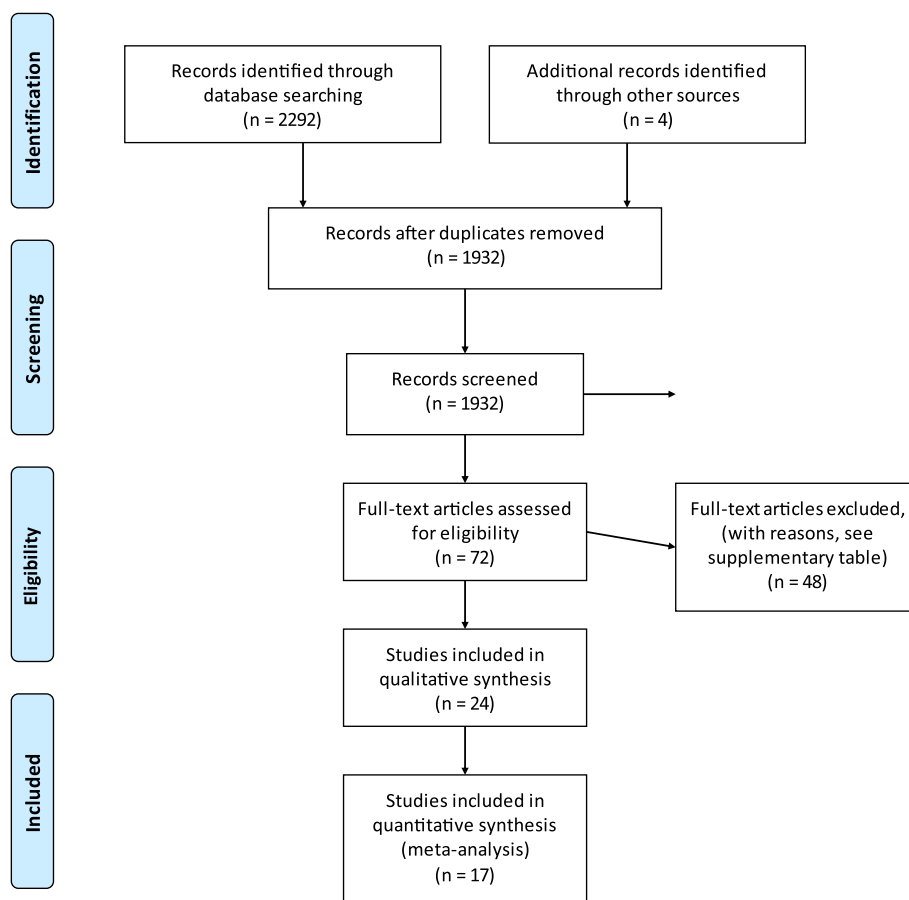 Identification
Records identified through
database searching
(n = 2292)
Additional records identified
through other sources
(n = 4)
Records after duplicates removed
(n = 1932)
Screening
Records screened
(n = 1932)
Eligibility
Full-text articles assessed
for eligibility
(n = 72)
Full-text articles excluded,
(with reasons, see
supplementary table)
(n = 48)
Studies included in
qualitative synthesis
(n = 24)
Included
Studies included in
quantitative synthesis
(meta-analysis)
(n = 17)